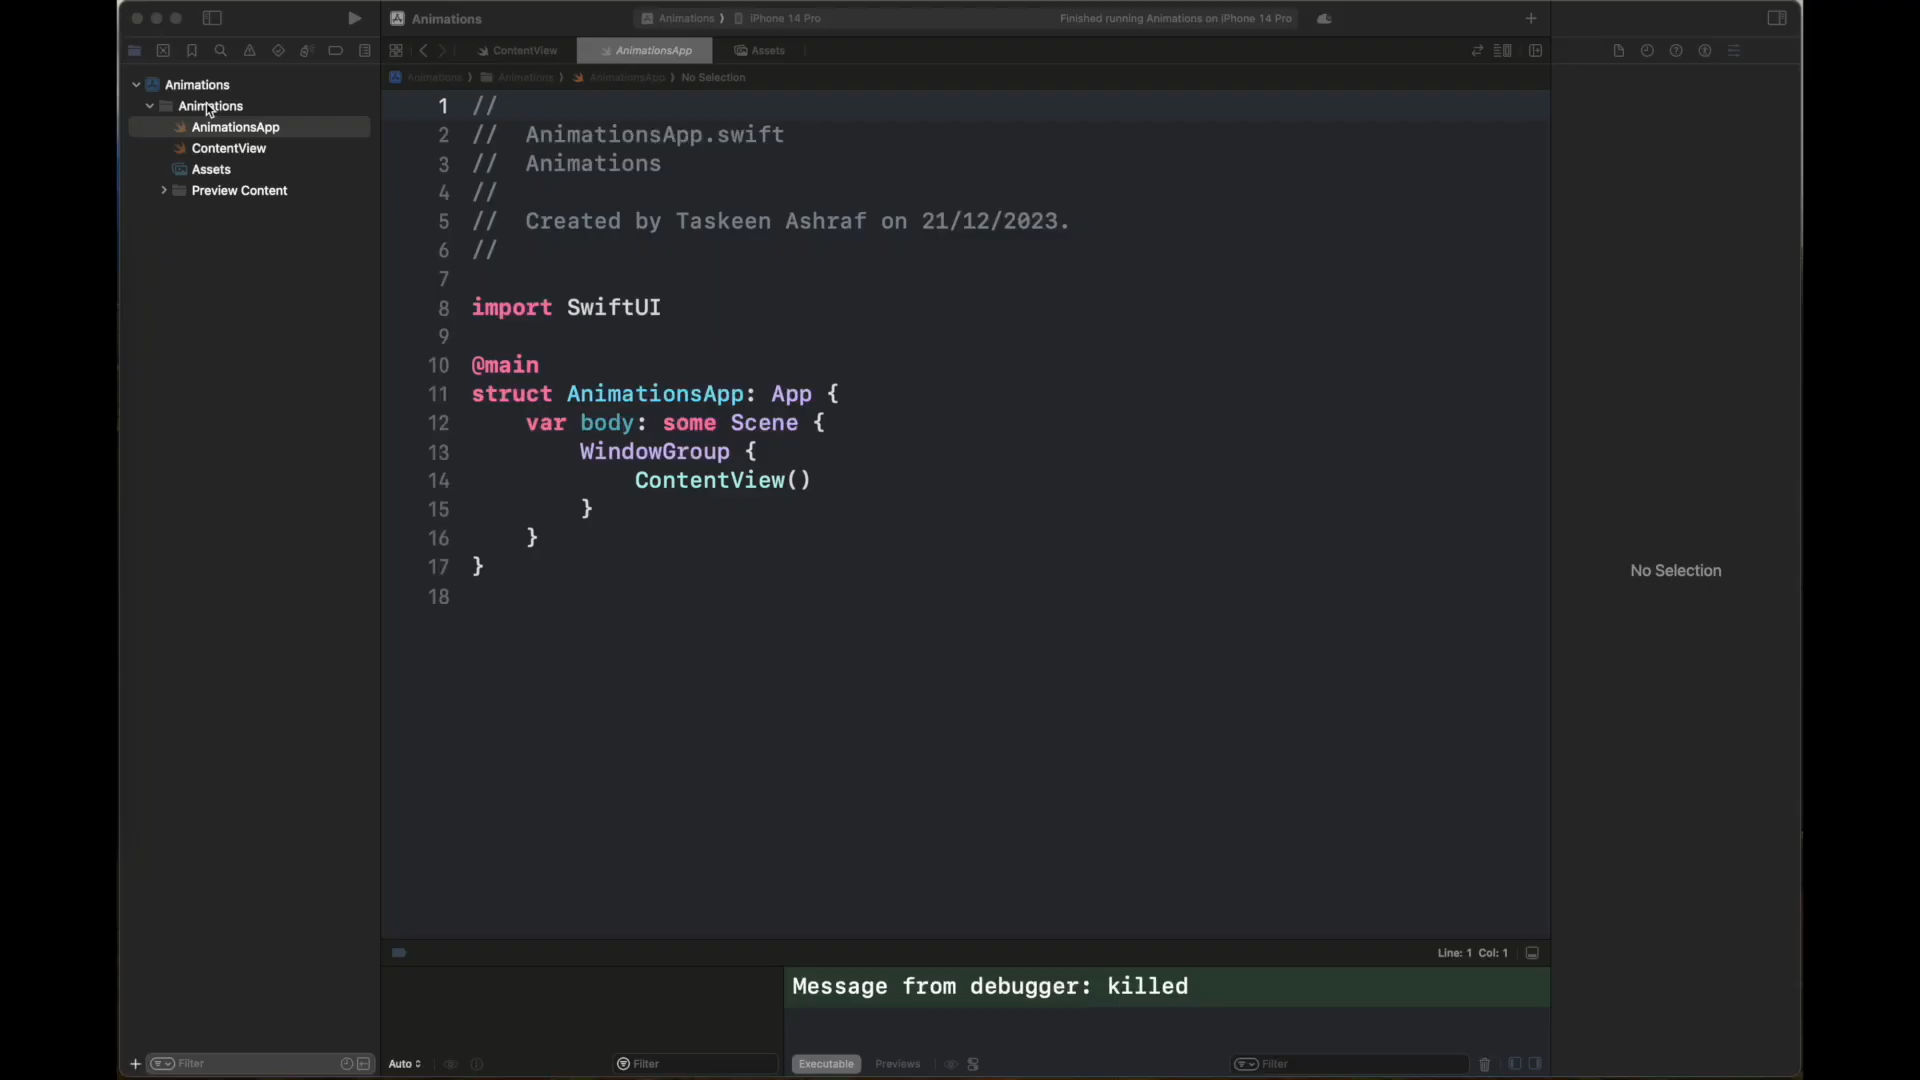 Animations
Animations
AnimationsApp
ContentView
Assets
Preview Content
Filter
Animations
Animations ⟩ iPhone 14 Pro
Finished running Animations on iPhone 14 Pro
ContentView
AnimationsApp
Assets
Animations ⟩ Animations ⟩ AnimationsApp ⟩ No Selection
1 //
2 //  AnimationsApp.swift
3 //  Animations
4 //
5 //  Created by Taskeen Ashraf on 21/12/2023.
6 //
7
8 import SwiftUI
9
10 @main
11 struct AnimationsApp: App {
12     var body: some Scene {
13         WindowGroup {
14             ContentView()
15         }
16     }
17 }
18
No Selection
Line: 1 Col: 1
Message from debugger: killed
Auto
Filter
Executable
Previews
Filter